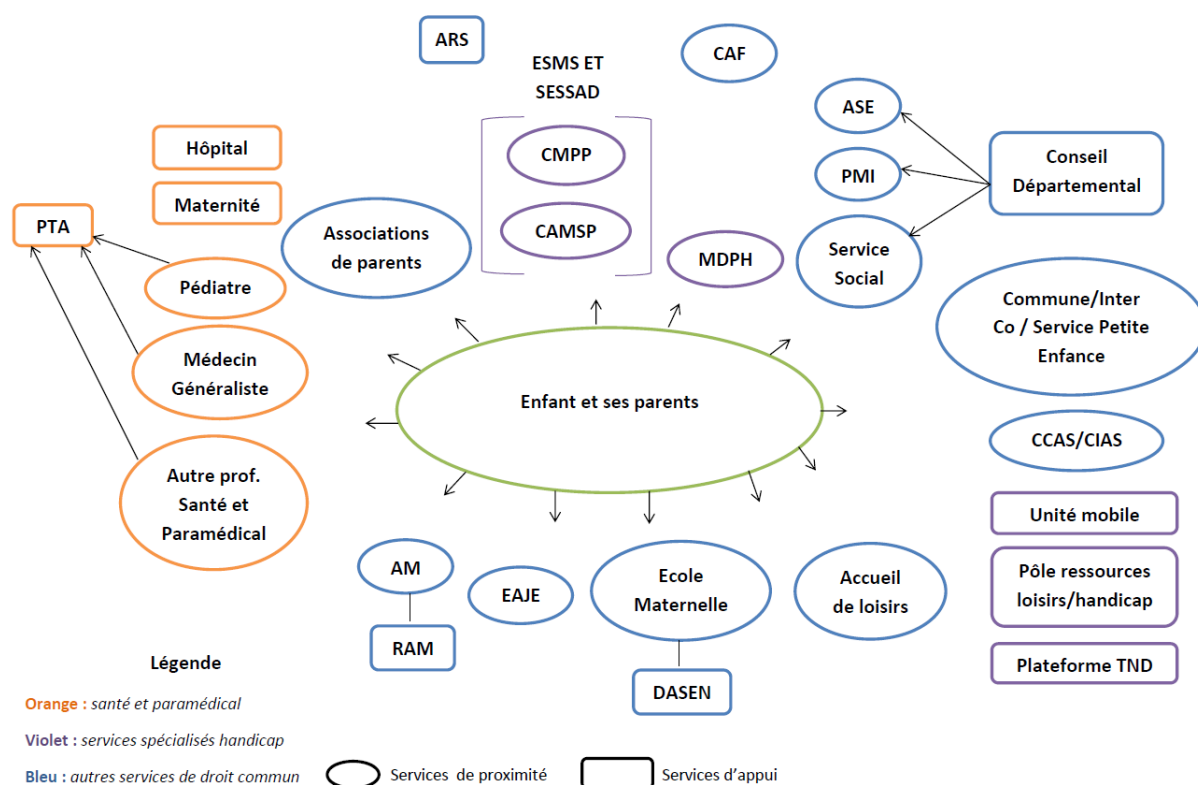 ARS
CAF
ESMS ET
SESSAD
ASE
CMPP
Hôpital
Conseil
Départemental
PMI
Maternité
PTA
Associations
de parents
CAMSP
MDPH
Service
Social
Pédiatre
Commune/Inter
Co / Service Petite
Enfance
Médecin
Généraliste
Enfant et ses parents
CCAS/CIAS
Autre prof.
Santé et
Paramédical
Unité mobile
AM
EAJE
Ecole
Maternelle
Accueil
de loisirs
Pôle ressources
loisirs/handicap
RAM
Plateforme TND
DASEN
Légende
Orange : santé et paramédical
Violet : services spécialisés handicap
Bleu : autres services de droit commun
Services de proximité
Services d'appui